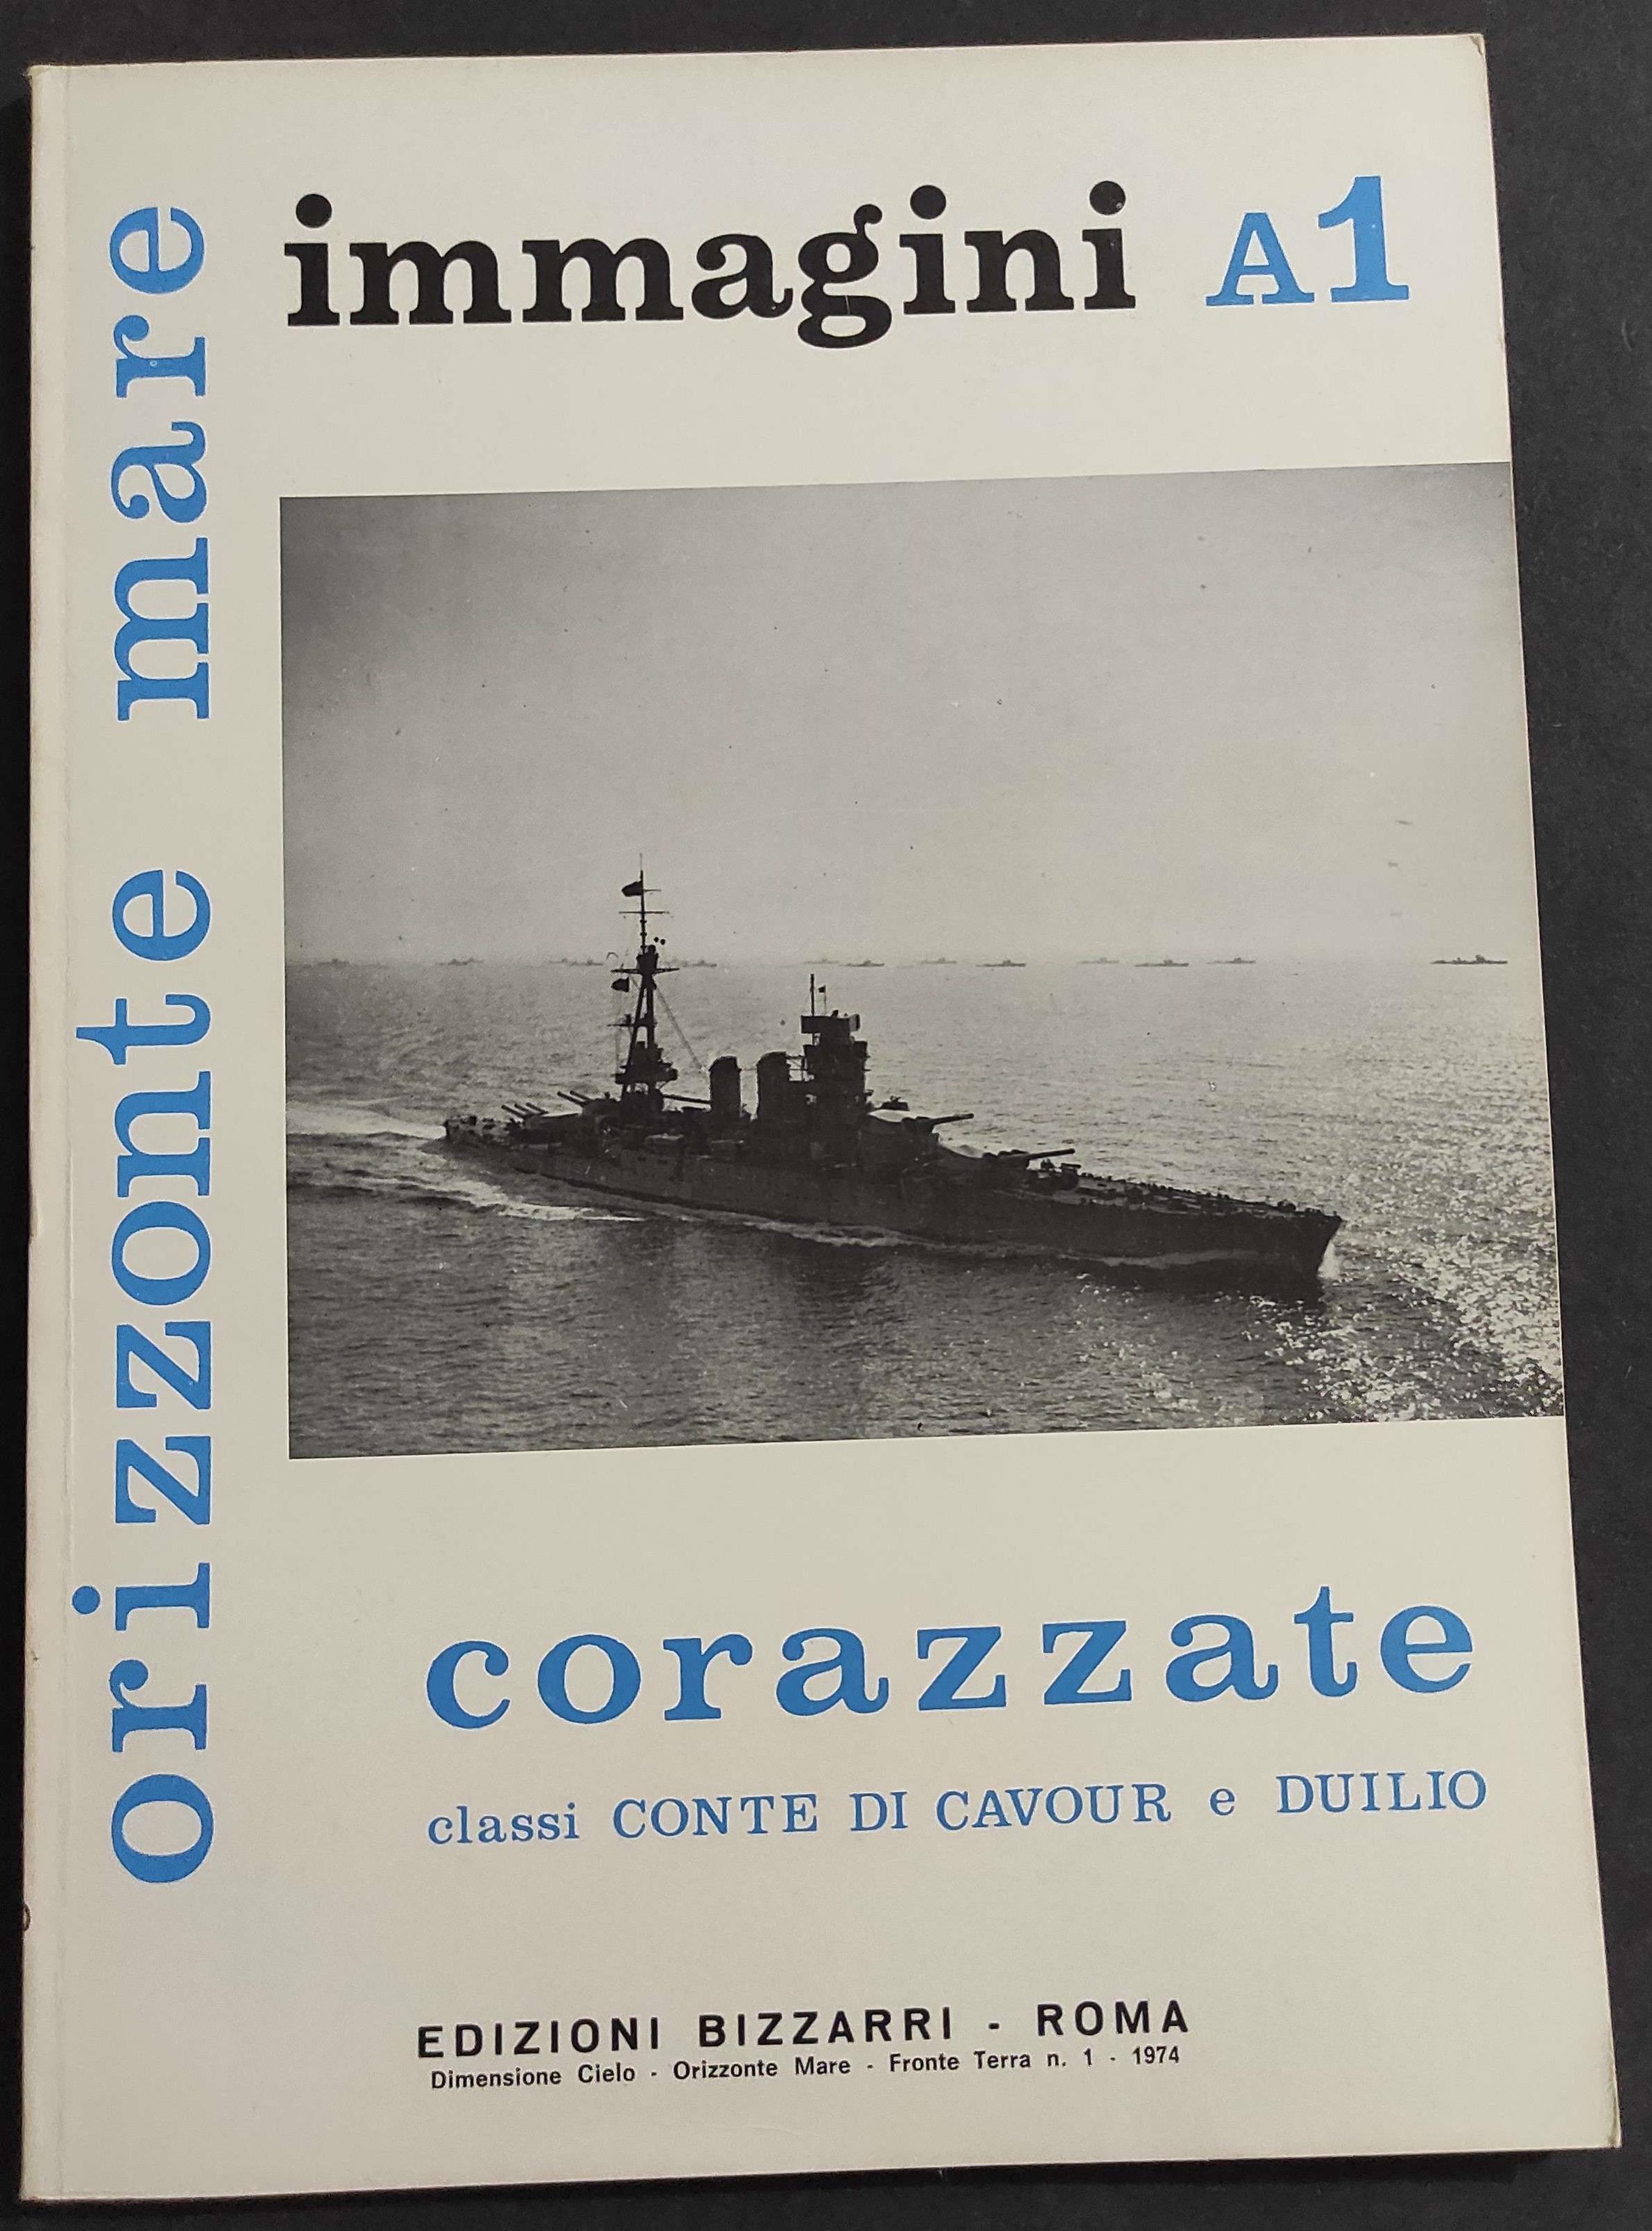 orizzonte mare
immagini A1
corazzate
classi CONTE DI CAVOUR e DUILIO
EDIZIONI BIZZARRI - ROMA
Dimensione Cielo - Orizzonte Mare - Fronte Terra n. 1 - 1974